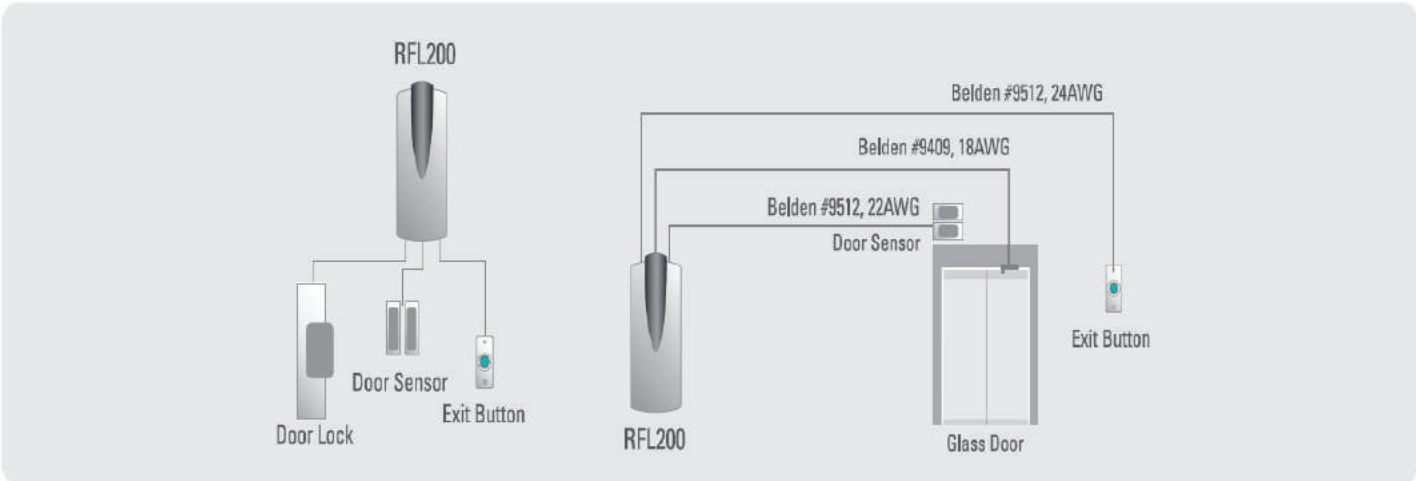 RFL200
Door Lock
Door Sensor
Exit Button
Belden #9512, 24AWG
Belden #9409, 18AWG
Belden #9512, 22AWG
Door Sensor
RFL200
Glass Door
Exit Button